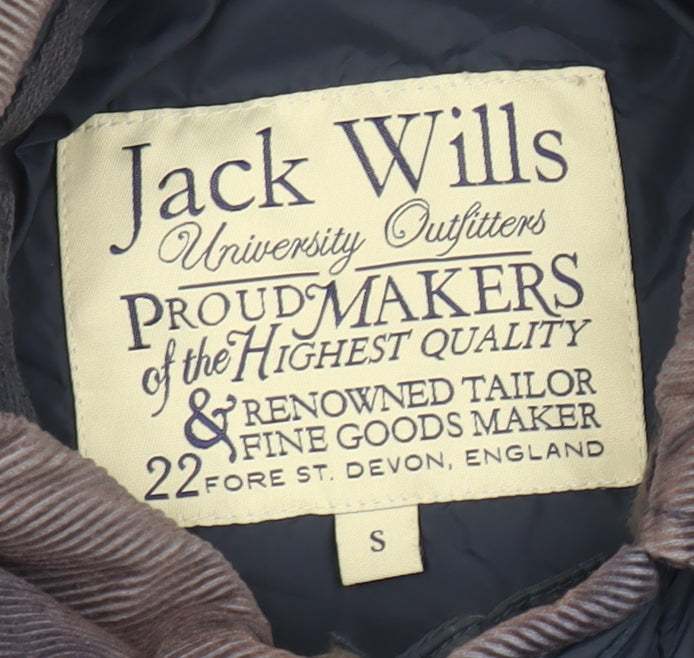 Jack Wills
University Outfitters
PROUD MAKERS
of the HIGHEST QUALITY
& RENOWNED TAILOR
FINE GOODS MAKER
22 FORE ST. DEVON, ENGLAND
S